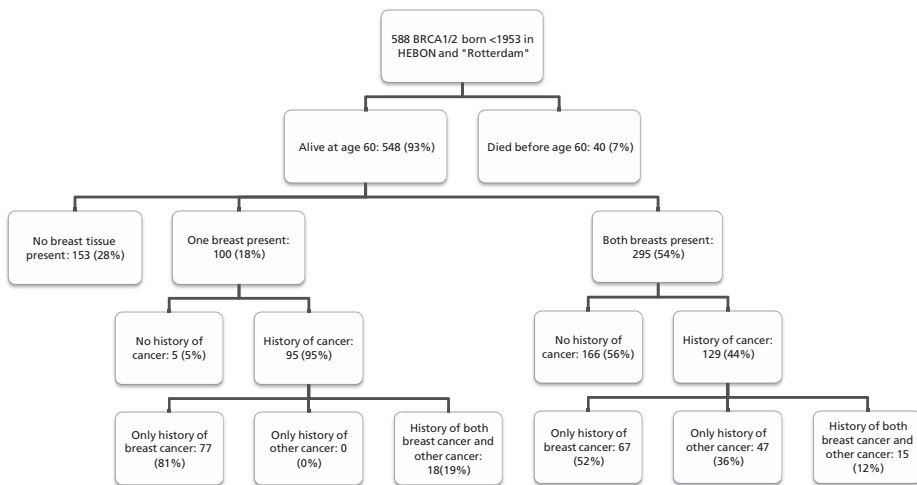 588 BRCA1/2 born <1953 in
HEBON and "Rotterdam"
Alive at age 60: 548 (93%)
Died before age 60: 40 (7%)
No breast tissue
present: 153 (28%)
One breast present:
100 (18%)
Both breasts present:
295 (54%)
No history of
cancer: 5 (5%)
History of cancer:
95 (95%)
No history of
cancer: 166 (56%)
History of cancer:
129 (44%)
Only history of
breast cancer: 77
(81%)
Only history of
other cancer: 0
(0%)
History of both
breast cancer and
other cancer:
18(19%)
Only history of
breast cancer: 67
(52%)
Only history of
other cancer: 47
(36%)
History of both
breast cancer and
other cancer: 15
(12%)